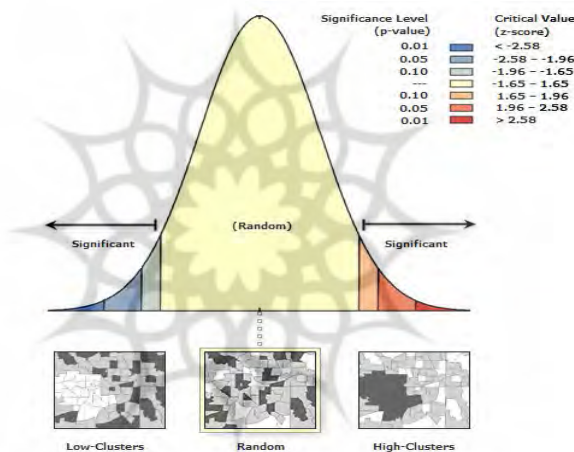 Significance Level Critical Value
(p-value) (z-score)
0.01 < -2.58
0.05 -2.58 – -1.96
0.10 -1.96 – -1.65
--- -1.65 – 1.65
0.10 1.65 – 1.96
0.05 1.96 – 2.58
0.01 > 2.58
(Random)
Significant Significant
Low-Clusters Random High-Clusters